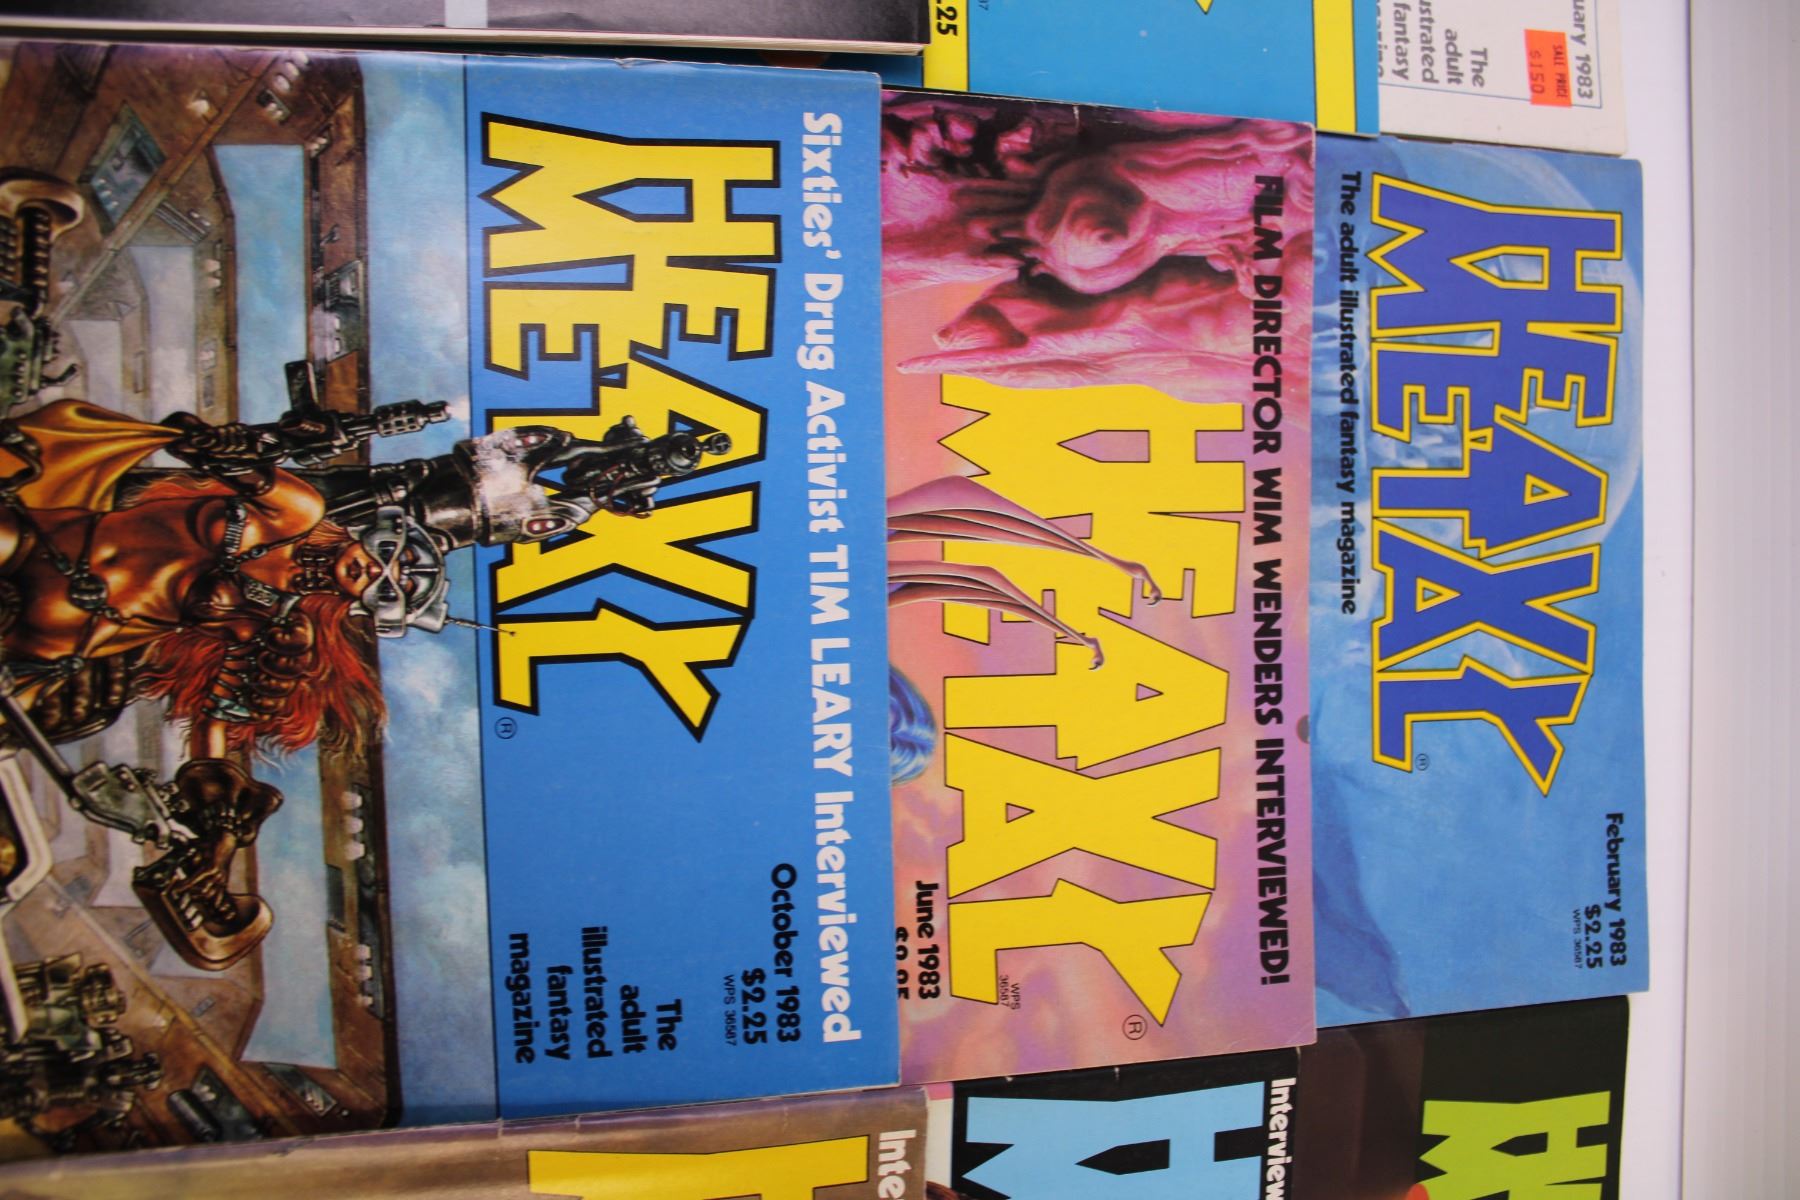 .25
uary 1983
The
adult
ustrated
fantasy
SALE PRICE
$1.50
HEAVY
METAL
®
The adult illustrated fantasy magazine
February 1983
$2.25
WPS 36587
FILM DIRECTOR WIM WENDERS INTERVIEWED!
HEAVY
METAL
®
WPS
36587
June 1983
Sixties' Drug Activist TIM LEARY Interviewed
HEAVY
METAL
®
October 1983
$2.25
WPS 36587
The
adult
illustrated
fantasy
magazine
Inte
Interview
H
M
H
M
H